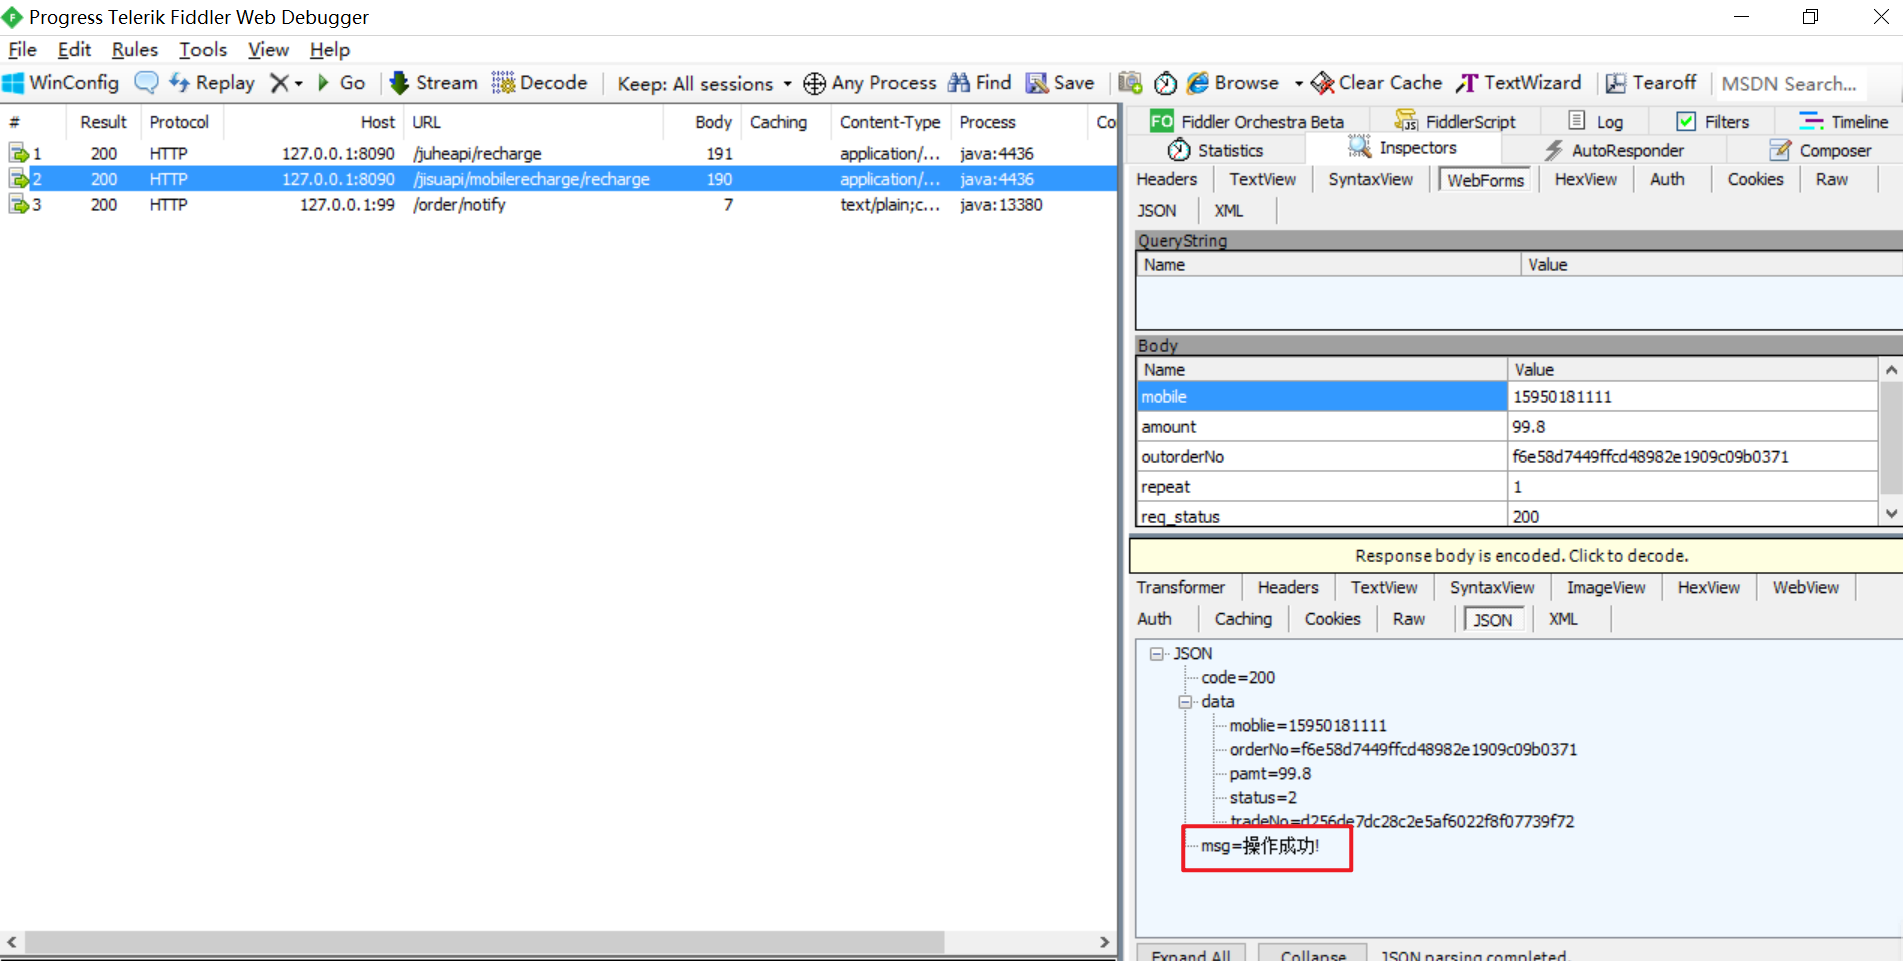 Progress Telerik Fiddler Web Debugger
File Edit Rules Tools View Help
WinConfig Replay Go Stream Decode Keep: All sessions Any Process Find Save Browse Clear Cache TextWizard Tearoff MSDN Search...
# Result Protocol Host URL Body Caching Content-Type Process Co
1 200 HTTP 127.0.0.1:8090 /juheapi/recharge 191 application/... java:4436
2 200 HTTP 127.0.0.1:8090 /jisuapi/mobilerecharge/recharge 190 application/... java:4436
3 200 HTTP 127.0.0.1:99 /order/notify 7 text/plain;c... java:13380
FO Fiddler Orchestra Beta FiddlerScript Log Filters Timeline
Statistics Inspectors AutoResponder Composer
Headers TextView SyntaxView WebForms HexView Auth Cookies Raw
JSON XML
QueryString
Name Value
Body
Name Value
mobile 15950181111
amount 99.8
outorderNo f6e58d7449ffcd48982e1909c09b0371
repeat 1
req_status 200
Response body is encoded. Click to decode.
Transformer Headers TextView SyntaxView ImageView HexView WebView
Auth Caching Cookies Raw JSON XML
JSON
code=200
data
moblie=15950181111
orderNo=f6e58d7449ffcd48982e1909c09b0371
pamt=99.8
status=2
tradeNo=d256de7dc28c2e5af6022f8f07739f72
msg=操作成功!
Expand All Collapse JSON parsing completed.